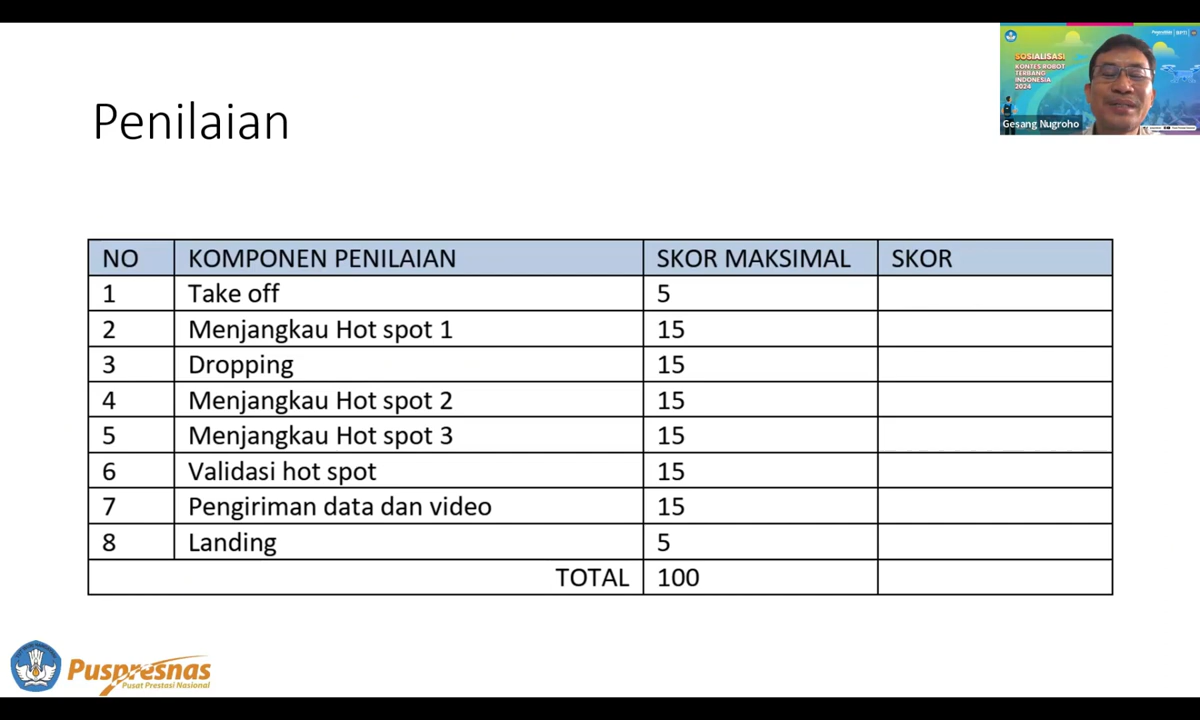 SOSIALISASI
KONTES ROBOT
TERBANG
INDONESIA
2024
Gesang Nugroho
Penilaian
NO KOMPONEN PENILAIAN SKOR MAKSIMAL SKOR
1 Take off 5
2 Menjangkau Hot spot 1 15
3 Dropping 15
4 Menjangkau Hot spot 2 15
5 Menjangkau Hot spot 3 15
6 Validasi hot spot 15
7 Pengiriman data dan video 15
8 Landing 5
TOTAL 100
Puspresnas
Pusat Prestasi Nasional